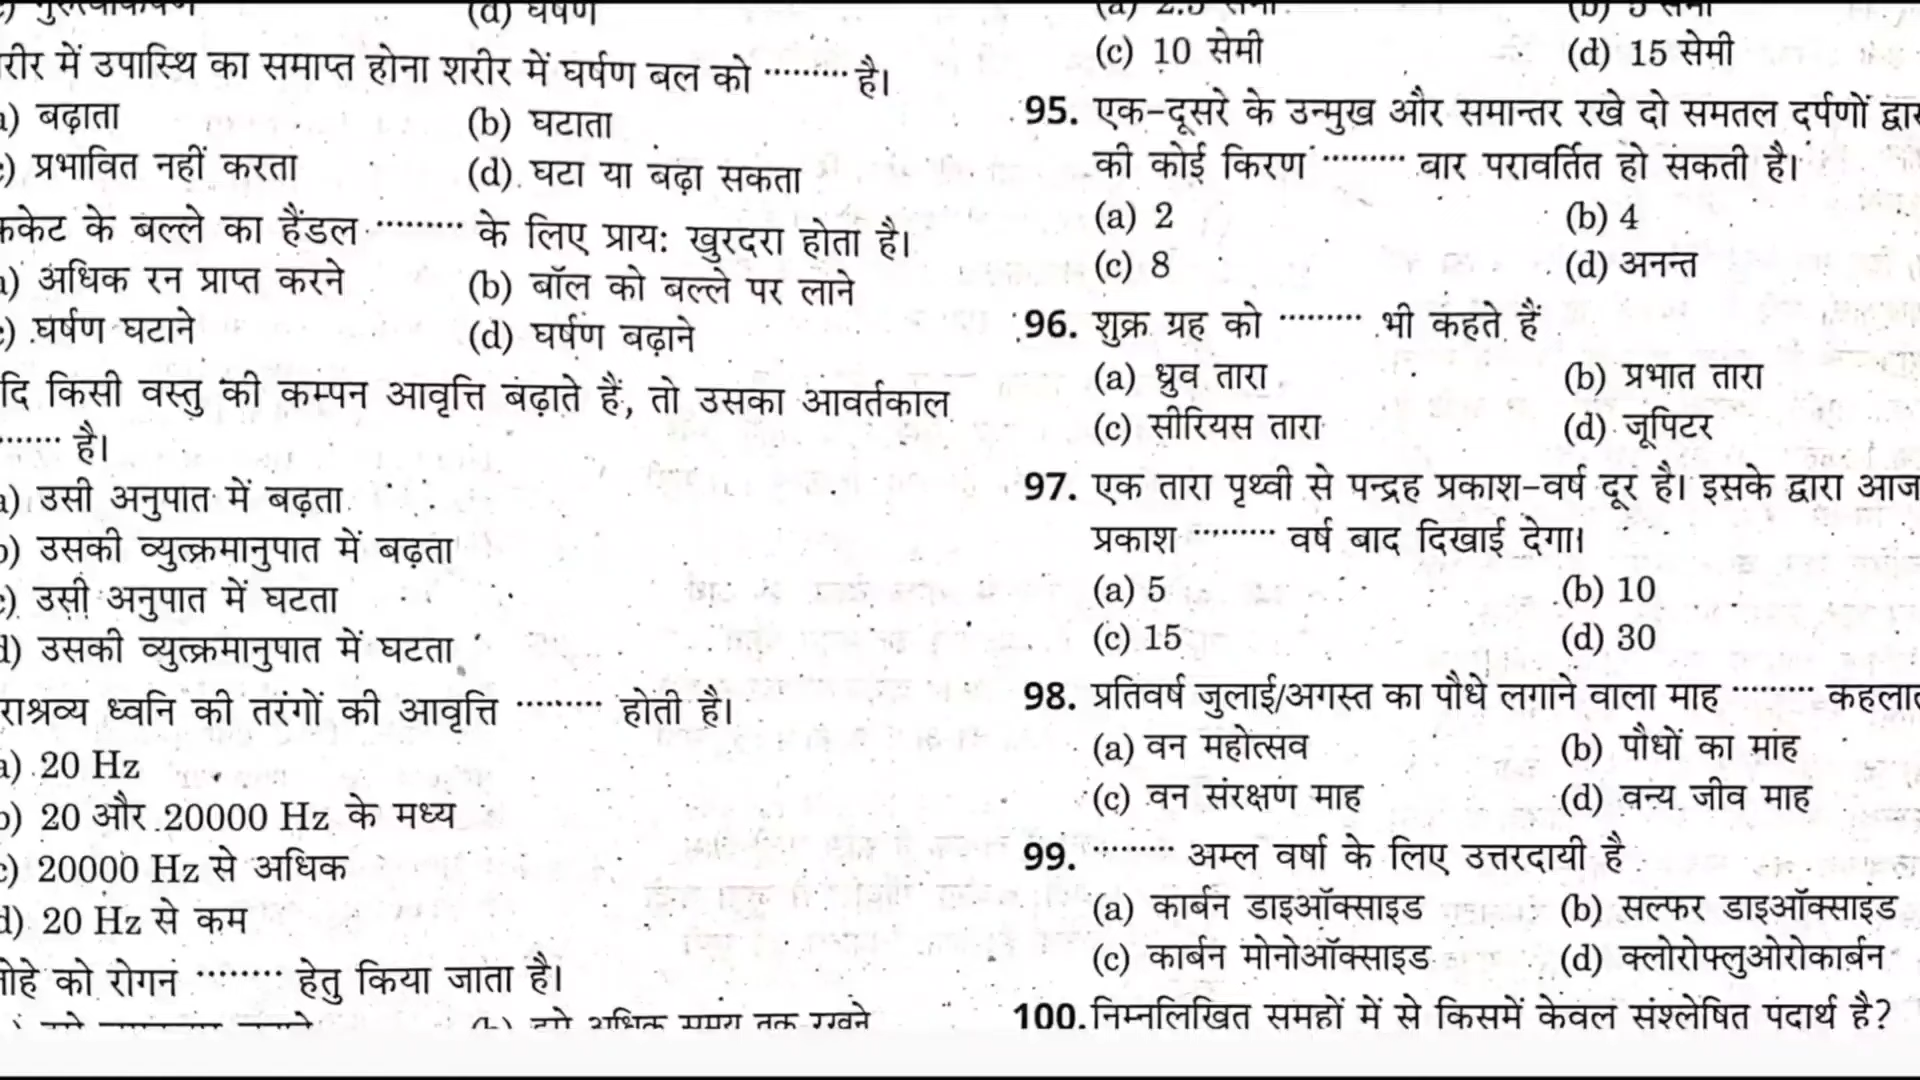 (d) घर्षण
में उपास्थि का समाप्त होना शरीर में घर्षण बल को ········· है।
बढ़ाता
(b) घटाता
प्रभावित नहीं करता
(d) घटा या बढ़ा सकता
के बल्ले का हैंडल ········· के लिए प्राय: खुरदरा होता है।
अधिक रन प्राप्त करने
(b) बॉल को बल्ले पर लाने
घर्षण घटाने
(d) घर्षण बढ़ाने
किसी वस्तु की कम्पन आवृत्ति बढ़ाते हैं, तो उसका आवर्तकाल
······· है।
उसी अनुपात में बढ़ता
उसकी व्युत्क्रमानुपात में बढ़ता
उसी अनुपात में घटता
उसकी व्युत्क्रमानुपात में घटता
ध्वनि की तरंगों की आवृत्ति ········· होती है।
20 Hz
20 और 20000 Hz के मध्य
20000 Hz से अधिक
20 Hz से कम
को रोगन ········· हेतु किया जाता है।
(c) 10 सेमी
(d) 15 सेमी
95. एक-दूसरे के उन्मुख और समान्तर रखे दो समतल दर्पणों
की कोई किरण ········· वार परावर्तित हो सकती है।
(a) 2
(b) 4
(c) 8
(d) अनन्त
96. शुक्र ग्रह को ········· भी कहते हैं
(a) ध्रुव तारा
(b) प्रभात तारा
(c) सीरियस तारा
(d) जूपिटर
97. एक तारा पृथ्वी से पन्द्रह प्रकाश-वर्ष दूर है। इसके द्वारा आज
प्रकाश ········· वर्ष बाद दिखाई देगा।
(a) 5
(b) 10
(c) 15
(d) 30
98. प्रतिवर्ष जुलाई/अगस्त का पौधे लगाने वाला माह ·········
(a) वन महोत्सव
(b) पौधों का माह
(c) वन संरक्षण माह
(d) वन्य जीव माह
99. ········· अम्ल वर्षा के लिए उत्तरदायी है
(a) कार्बन डाइऑक्साइड
(b) सल्फर डाइऑक्साइड
(c) कार्बन मोनोऑक्साइड
(d) क्लोरोफ्लुओरोकार्बन
100. निम्नलिखित समूहों में से किसमें केवल संश्लेषित पदार्थ है?